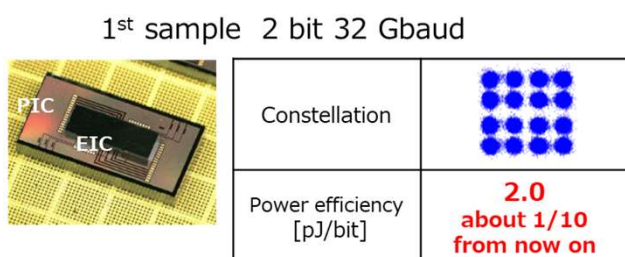 1st sample 2 bit 32 Gbaud
PIC
EIC
Constellation
Power efficiency
[pJ/bit]
2.0
about 1/10
from now on